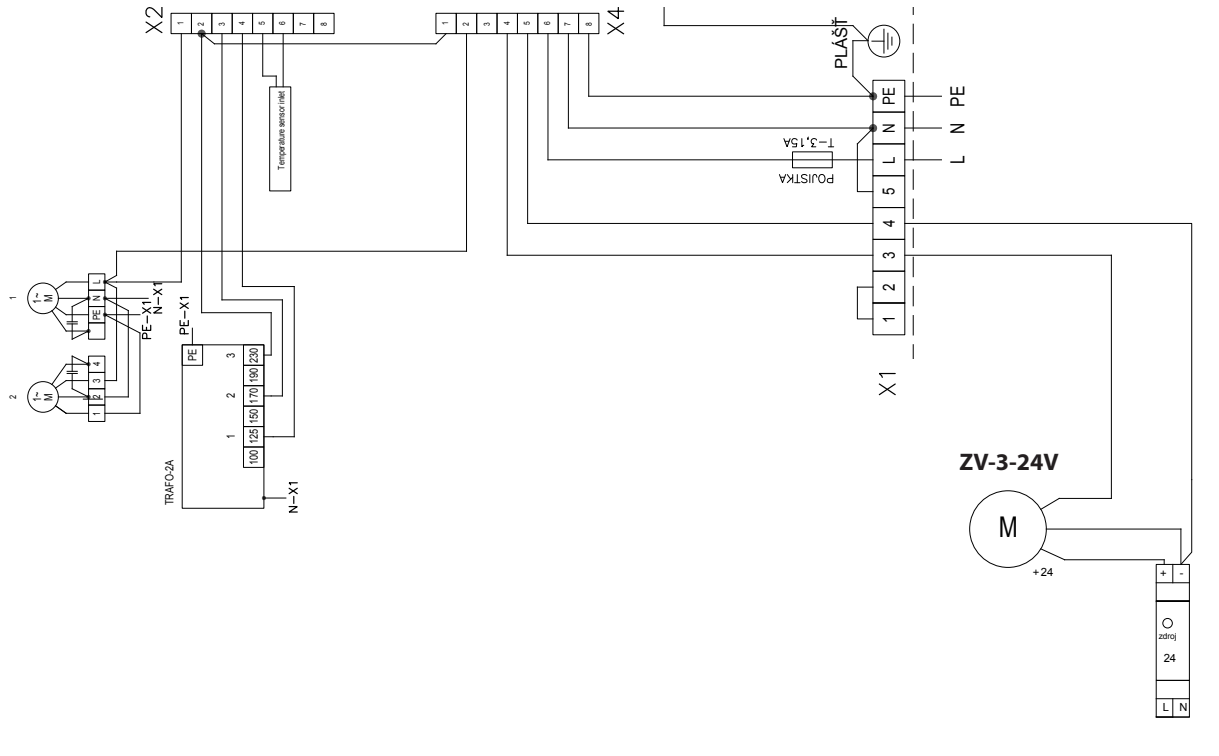 X2
1 2 3 4 5 6 7 8
1 2 3 4 5 6 7 8
X4
PLÁŠŤ
Temperature sensor inlet
T-3,15A
POJISTKA
PE PE
N N
L L
5
4
3
2
1
X1
1
1~
M
L
N
PE
PE-X1
N-X1
2
1~
M
4
3
2
1
PE-X1
PE
3
2
1
230
190
170
150
125
100
TRAFO-2A
N-X1
ZV-3-24V
M
+24
+ -
zdroj
24
L N